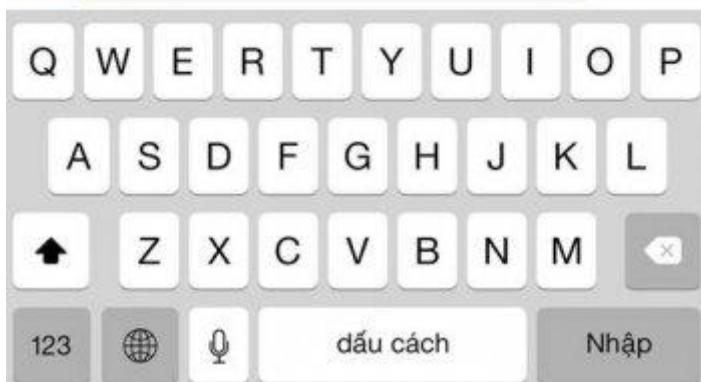 Q W E R T Y U I O P
A S D F G H J K L
Z X C V B N M
123 dấu cách Nhập